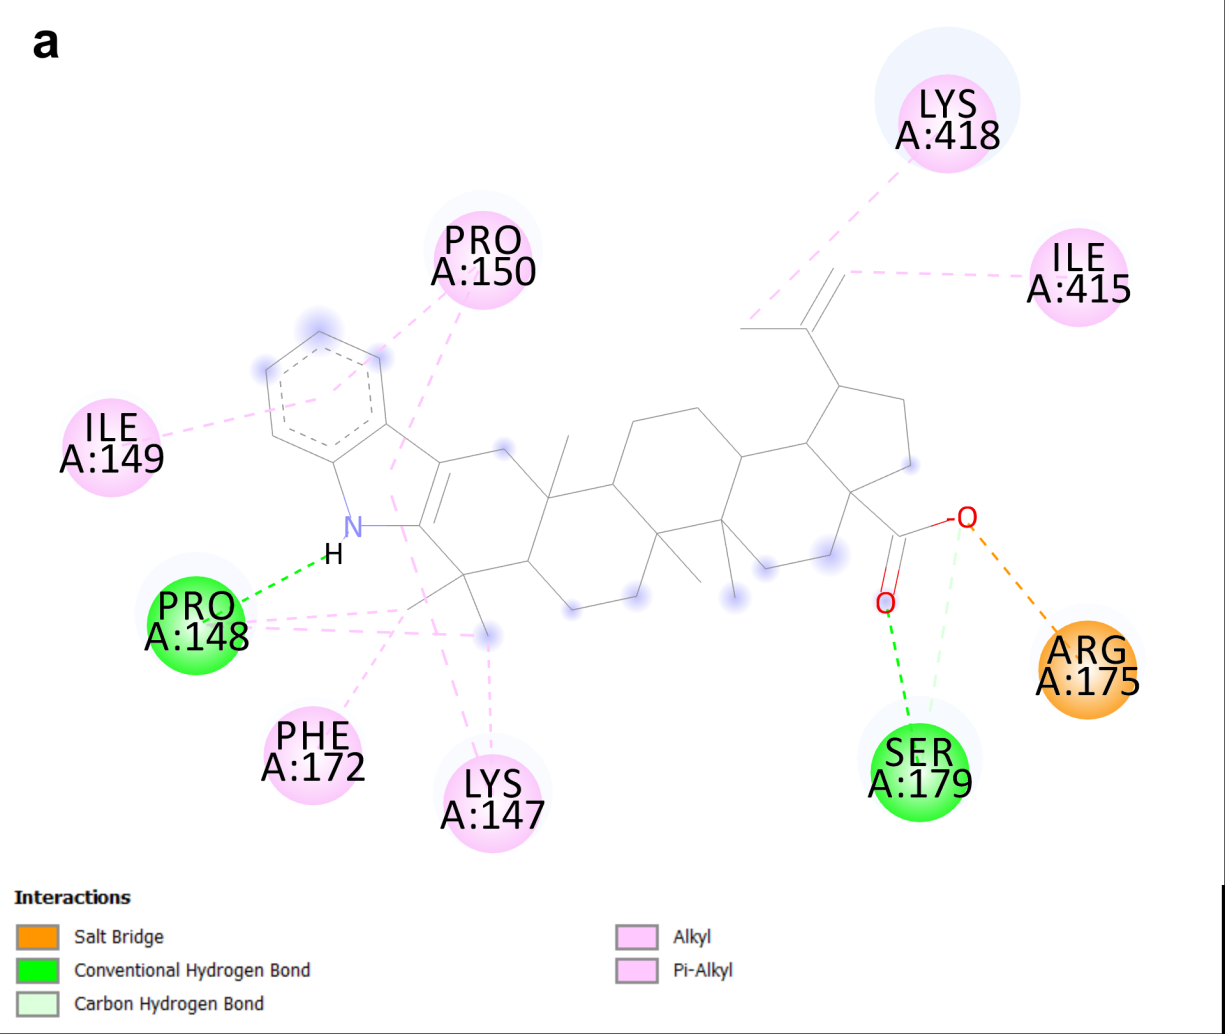 a
LYS
A:418
PRO
A:150
ILE
A:415
ILE
A:149
N
H
O
O
PRO
A:148
ARG
A:175
PHE
A:172
SER
A:179
LYS
A:147
Interactions
Salt Bridge
Conventional Hydrogen Bond
Carbon Hydrogen Bond
Alkyl
Pi-Alkyl